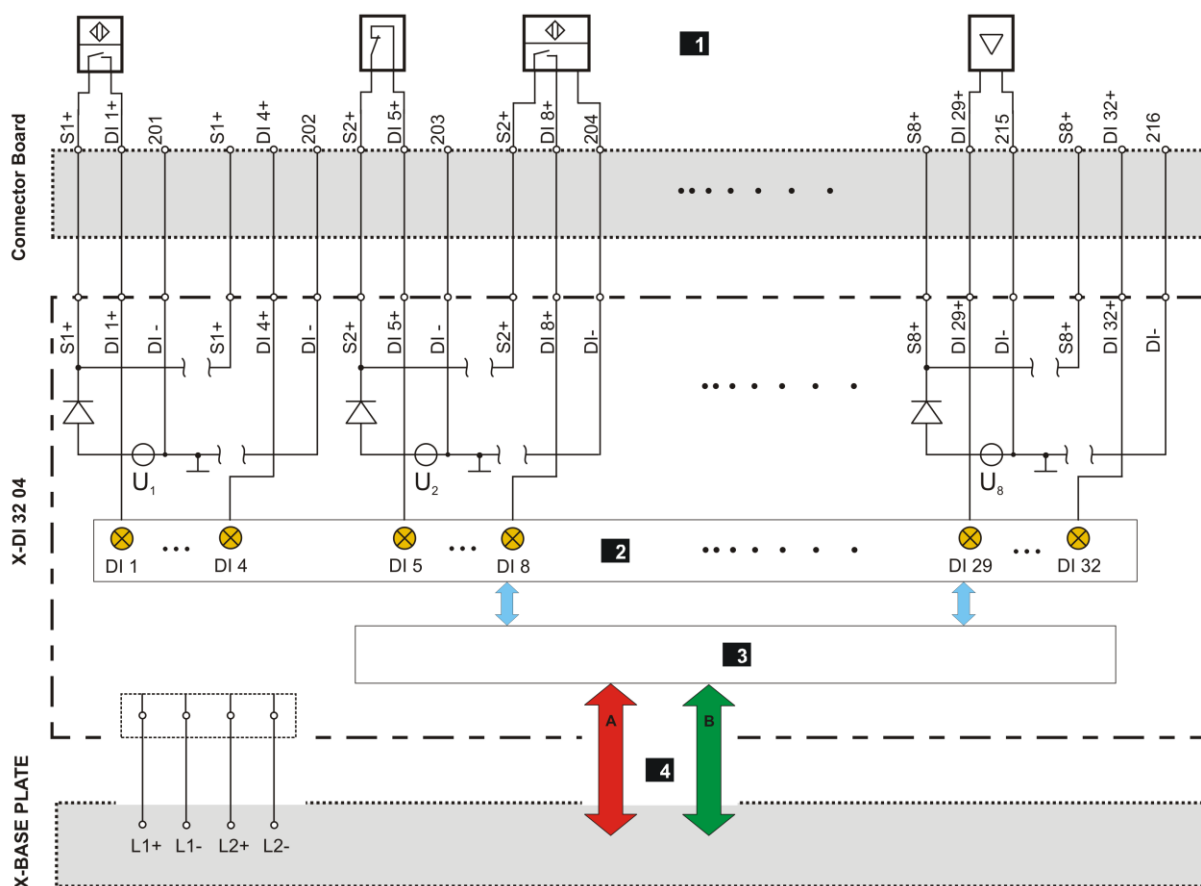 1
S1+ DI 1+ 201 S1+ DI 4+ 202 S2+ DI 5+ 203 S2+ DI 8+ 204 S8+ DI 29+ 215 S8+ DI 32+ 216
Connector Board
S1+ DI 1+ DI - S1+ DI 4+ DI - S2+ DI 5+ DI - S2+ DI 8+ DI- S8+ DI 29+ DI- S8+ DI 32+ DI-
U1 U2 U8
X-DI 32 04
2
DI 1 ... DI 4 DI 5 ... DI 8 DI 29 ... DI 32
3
A B
4
X-BASE PLATE
L1+ L1- L2+ L2-